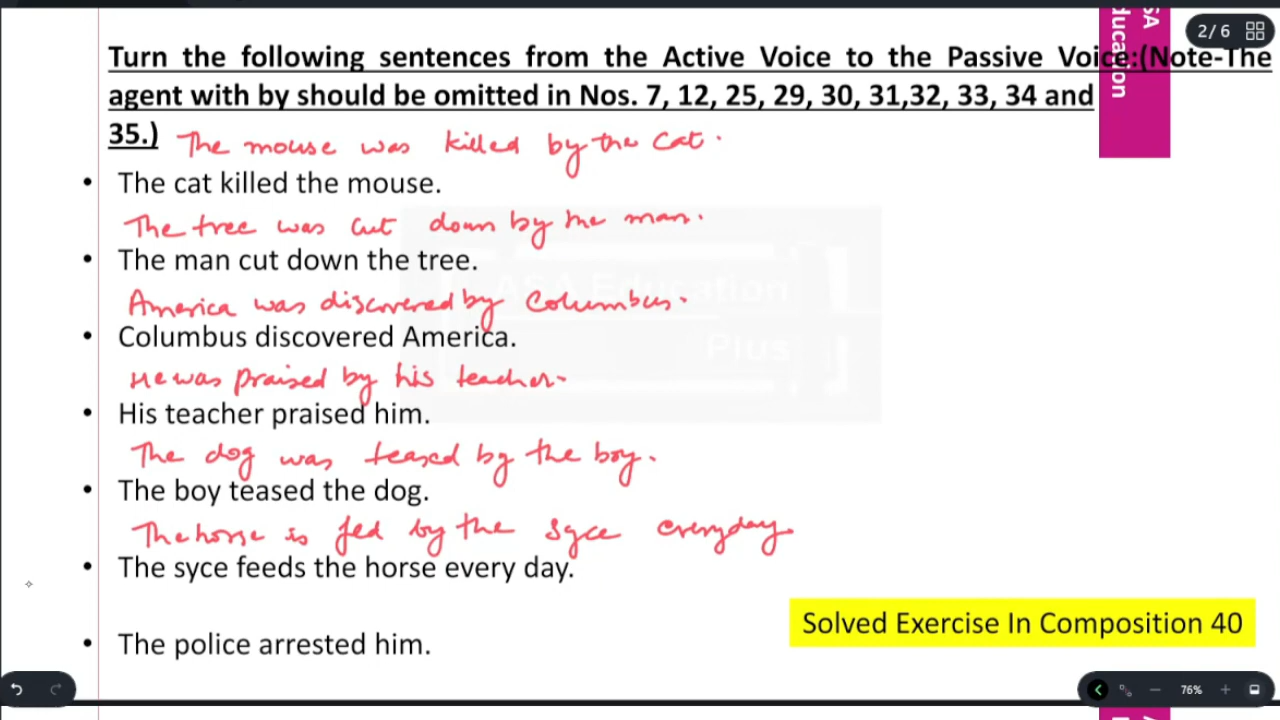 2/6
SA
ducation
Turn the following sentences from the Active Voice to the Passive Voice:(Note-The
agent with by should be omitted in Nos. 7, 12, 25, 29, 30, 31,32, 33, 34 and
35.) The mouse was killed by the cat.
• The cat killed the mouse.
The tree was cut down by the man.
• The man cut down the tree.
ASA Education
America was discovered by Columbus.
• Columbus discovered America.
Plus
He was praised by his teacher.
• His teacher praised him.
The dog was teased by the boy.
• The boy teased the dog.
The horse is fed by the syce everyday
• The syce feeds the horse every day.
Solved Exercise In Composition 40
• The police arrested him.
76%